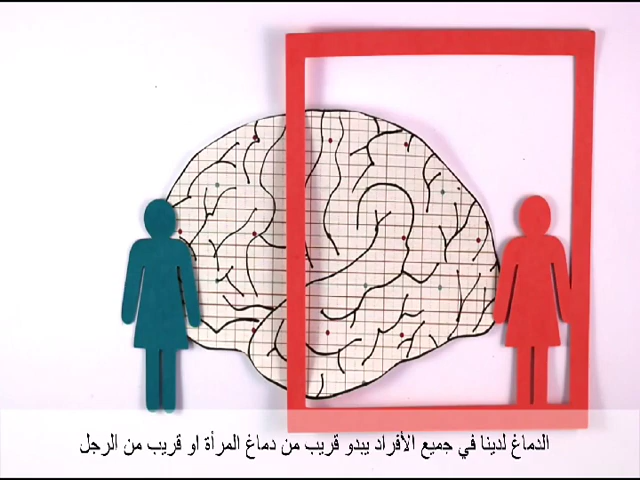 الدماغ لدينا في جميع الأفراد يبدو قريب من دماغ المرأة او قريب من الرجل